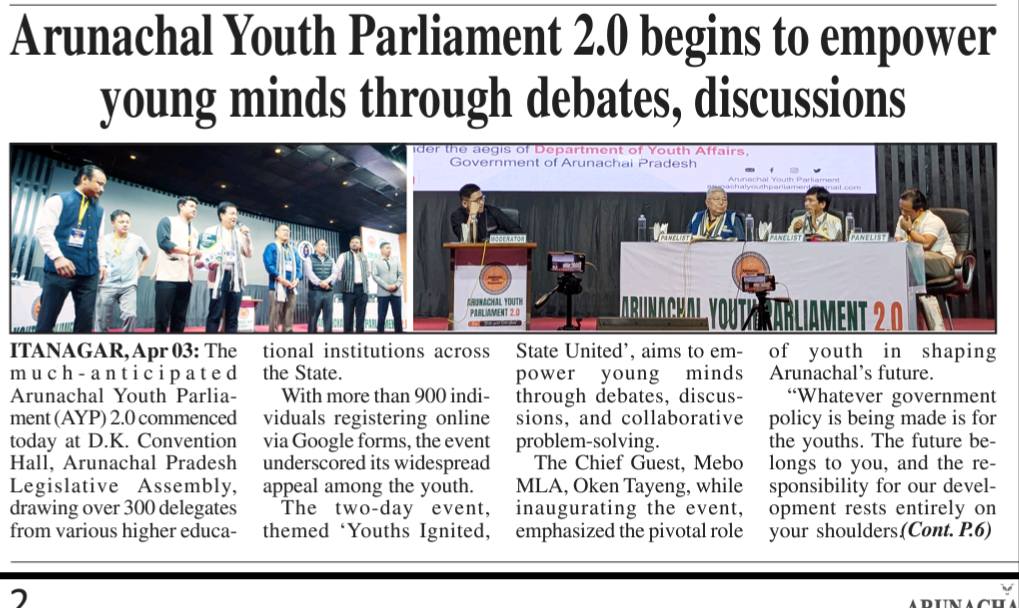 Arunachal Youth Parliament 2.0 begins to empower
young minds through debates, discussions
der the aegis of Department of Youth Affairs,
Government of Arunachal Pradesh
Arunachal Youth Parliament
MODERATOR
PANELIST
PANELIST
PANELIST
ARUNACHAL YOUTH
PARLIAMENT 2.0
ARUNACHAL YOUTH PARLIAMENT 2.0
ITANAGAR, Apr 03: The
much-anticipated
Arunachal Youth Parlia-
ment (AYP) 2.0 commenced
today at D.K. Convention
Hall, Arunachal Pradesh
Legislative Assembly,
drawing over 300 delegates
from various higher educa-
tional institutions across
the State.
With more than 900 indi-
viduals registering online
via Google forms, the event
underscored its widespread
appeal among the youth.
The two-day event,
themed ‘Youths Ignited,
State United’, aims to em-
power young minds
through debates, discus-
sions, and collaborative
problem-solving.
The Chief Guest, Mebo
MLA, Oken Tayeng, while
inaugurating the event,
emphasized the pivotal role
of youth in shaping
Arunachal’s future.
“Whatever government
policy is being made is for
the youths. The future be-
longs to you, and the re-
sponsibility for our devel-
opment rests entirely on
your shoulders(Cont. P.6)
2
ARUNACHA